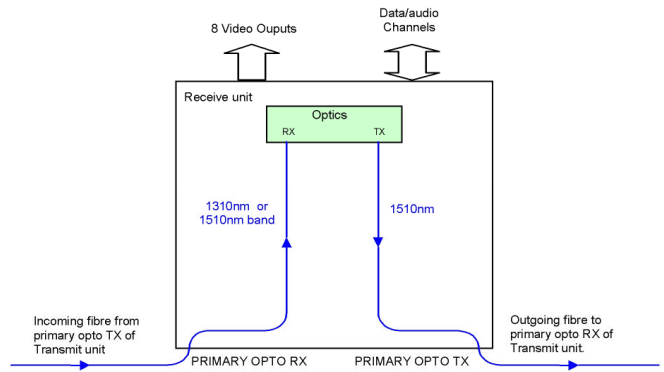 8 Video Ouputs
Data/audio
Channels
Receive unit
Optics
RX
TX
1310nm or
1510nm band
1510nm
Incoming fibre from
primary opto TX of
Transmit unit
Outgoing fibre to
primary opto RX of
Transmit unit.
PRIMARY OPTO RX
PRIMARY OPTO TX